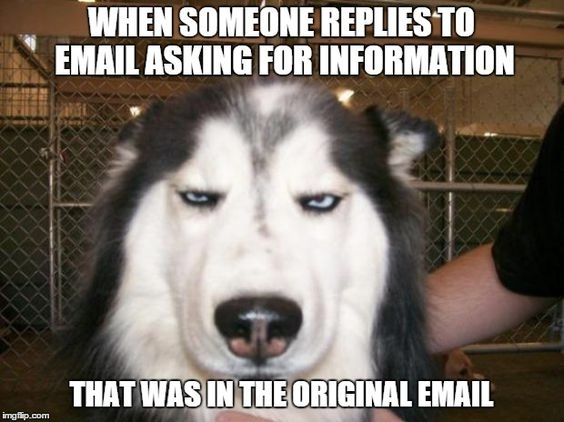 WHEN SOMEONE REPLIES TO
EMAIL ASKING FOR INFORMATION
THAT WAS IN THE ORIGINAL EMAIL
imgflip.com